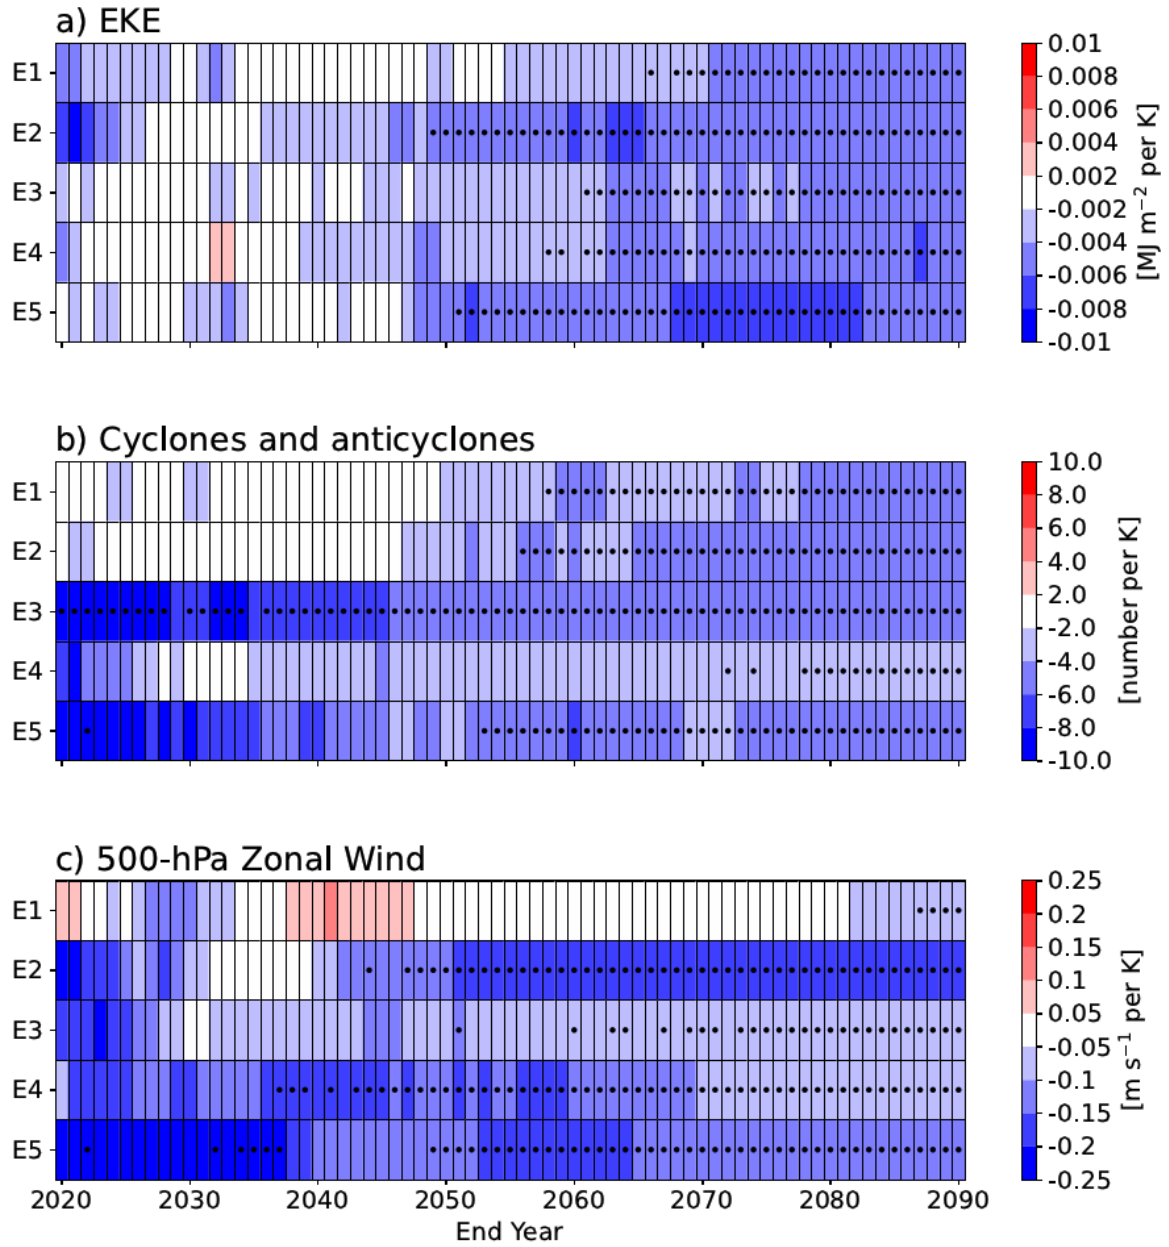 a) EKE
E1
E2
E3
E4
E5
0.01
0.008
0.006
0.004
0.002
-0.002
-0.004
-0.006
-0.008
-0.01
[MJ m⁻² per K]
b) Cyclones and anticyclones
E1
E2
E3
E4
E5
10.0
8.0
6.0
4.0
2.0
-2.0
-4.0
-6.0
-8.0
-10.0
[number per K]
c) 500-hPa Zonal Wind
E1
E2
E3
E4
E5
0.25
0.2
0.15
0.1
0.05
-0.05
-0.1
-0.15
-0.2
-0.25
[m s⁻¹ per K]
2020 2030 2040 2050 2060 2070 2080 2090
End Year